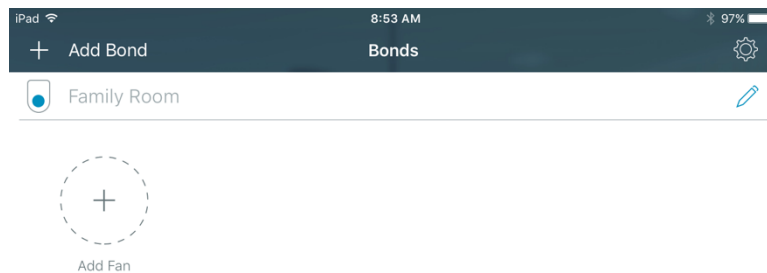 iPad 8:53 AM 97%
+ Add Bond Bonds
Family Room
+
Add Fan